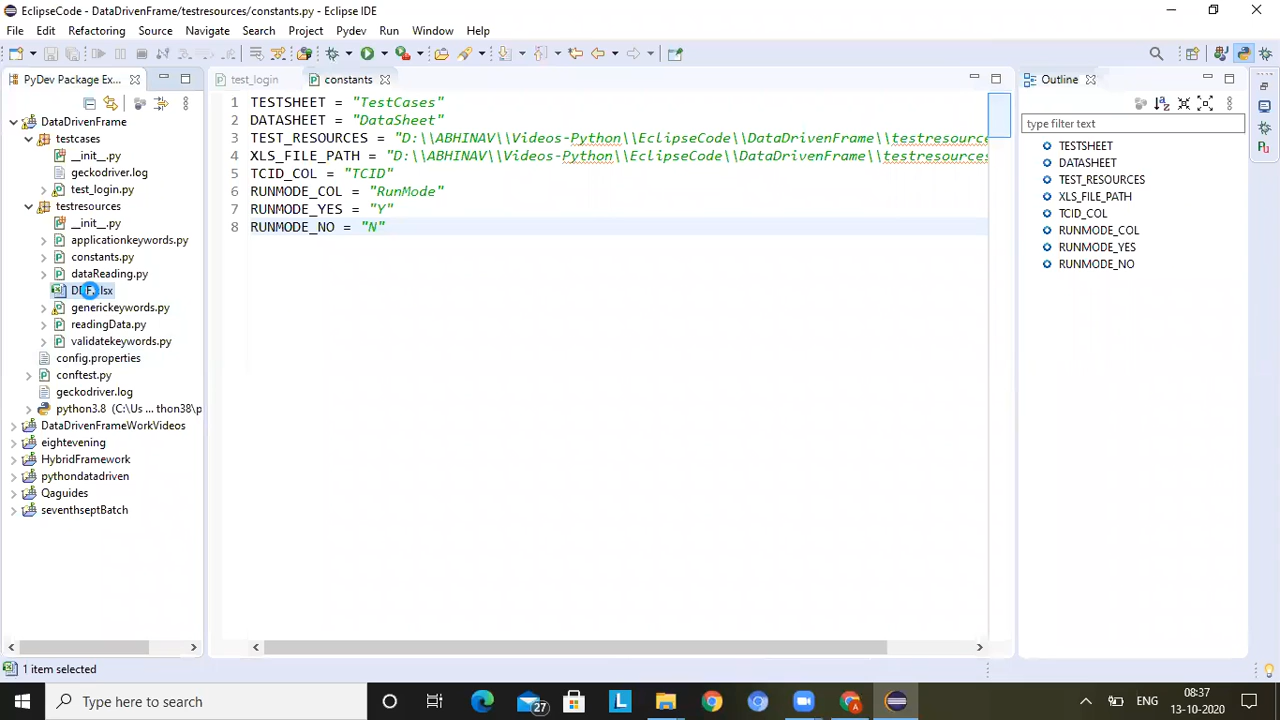 EclipseCode - DataDrivenFrame/testresources/constants.py - Eclipse IDE
File Edit Refactoring Source Navigate Search Project Pydev Run Window Help
PyDev Package Ex...
test_login
constants
Outline
type filter text
DataDrivenFrame
testcases
__init__.py
geckodriver.log
test_login.py
testresources
__init__.py
applicationkeywords.py
constants.py
dataReading.py
generickeywords.py
readingData.py
validatekeywords.py
config.properties
conftest.py
geckodriver.log
python3.8 (C:\Us ... thon38\p
DataDrivenFrameWorkVideos
eightevening
HybridFramework
pythondatadriven
Qaguides
seventhseptBatch
1 TESTSHEET = "TestCases"
2 DATASHEET = "DataSheet"
3 TEST_RESOURCES = "D:\\ABHINAV\\Videos-Python\\EclipseCode\\DataDrivenFrame\\testresource
4 XLS_FILE_PATH = "D:\\ABHINAV\\Videos-Python\\EclipseCode\\DataDrivenFrame\\testresources
5 TCID_COL = "TCID"
6 RUNMODE_COL = "RunMode"
7 RUNMODE_YES = "Y"
8 RUNMODE_NO = "N"
TESTSHEET
DATASHEET
TEST_RESOURCES
XLS_FILE_PATH
TCID_COL
RUNMODE_COL
RUNMODE_YES
RUNMODE_NO
1 item selected
Type here to search
27
ENG
08:37
13-10-2020